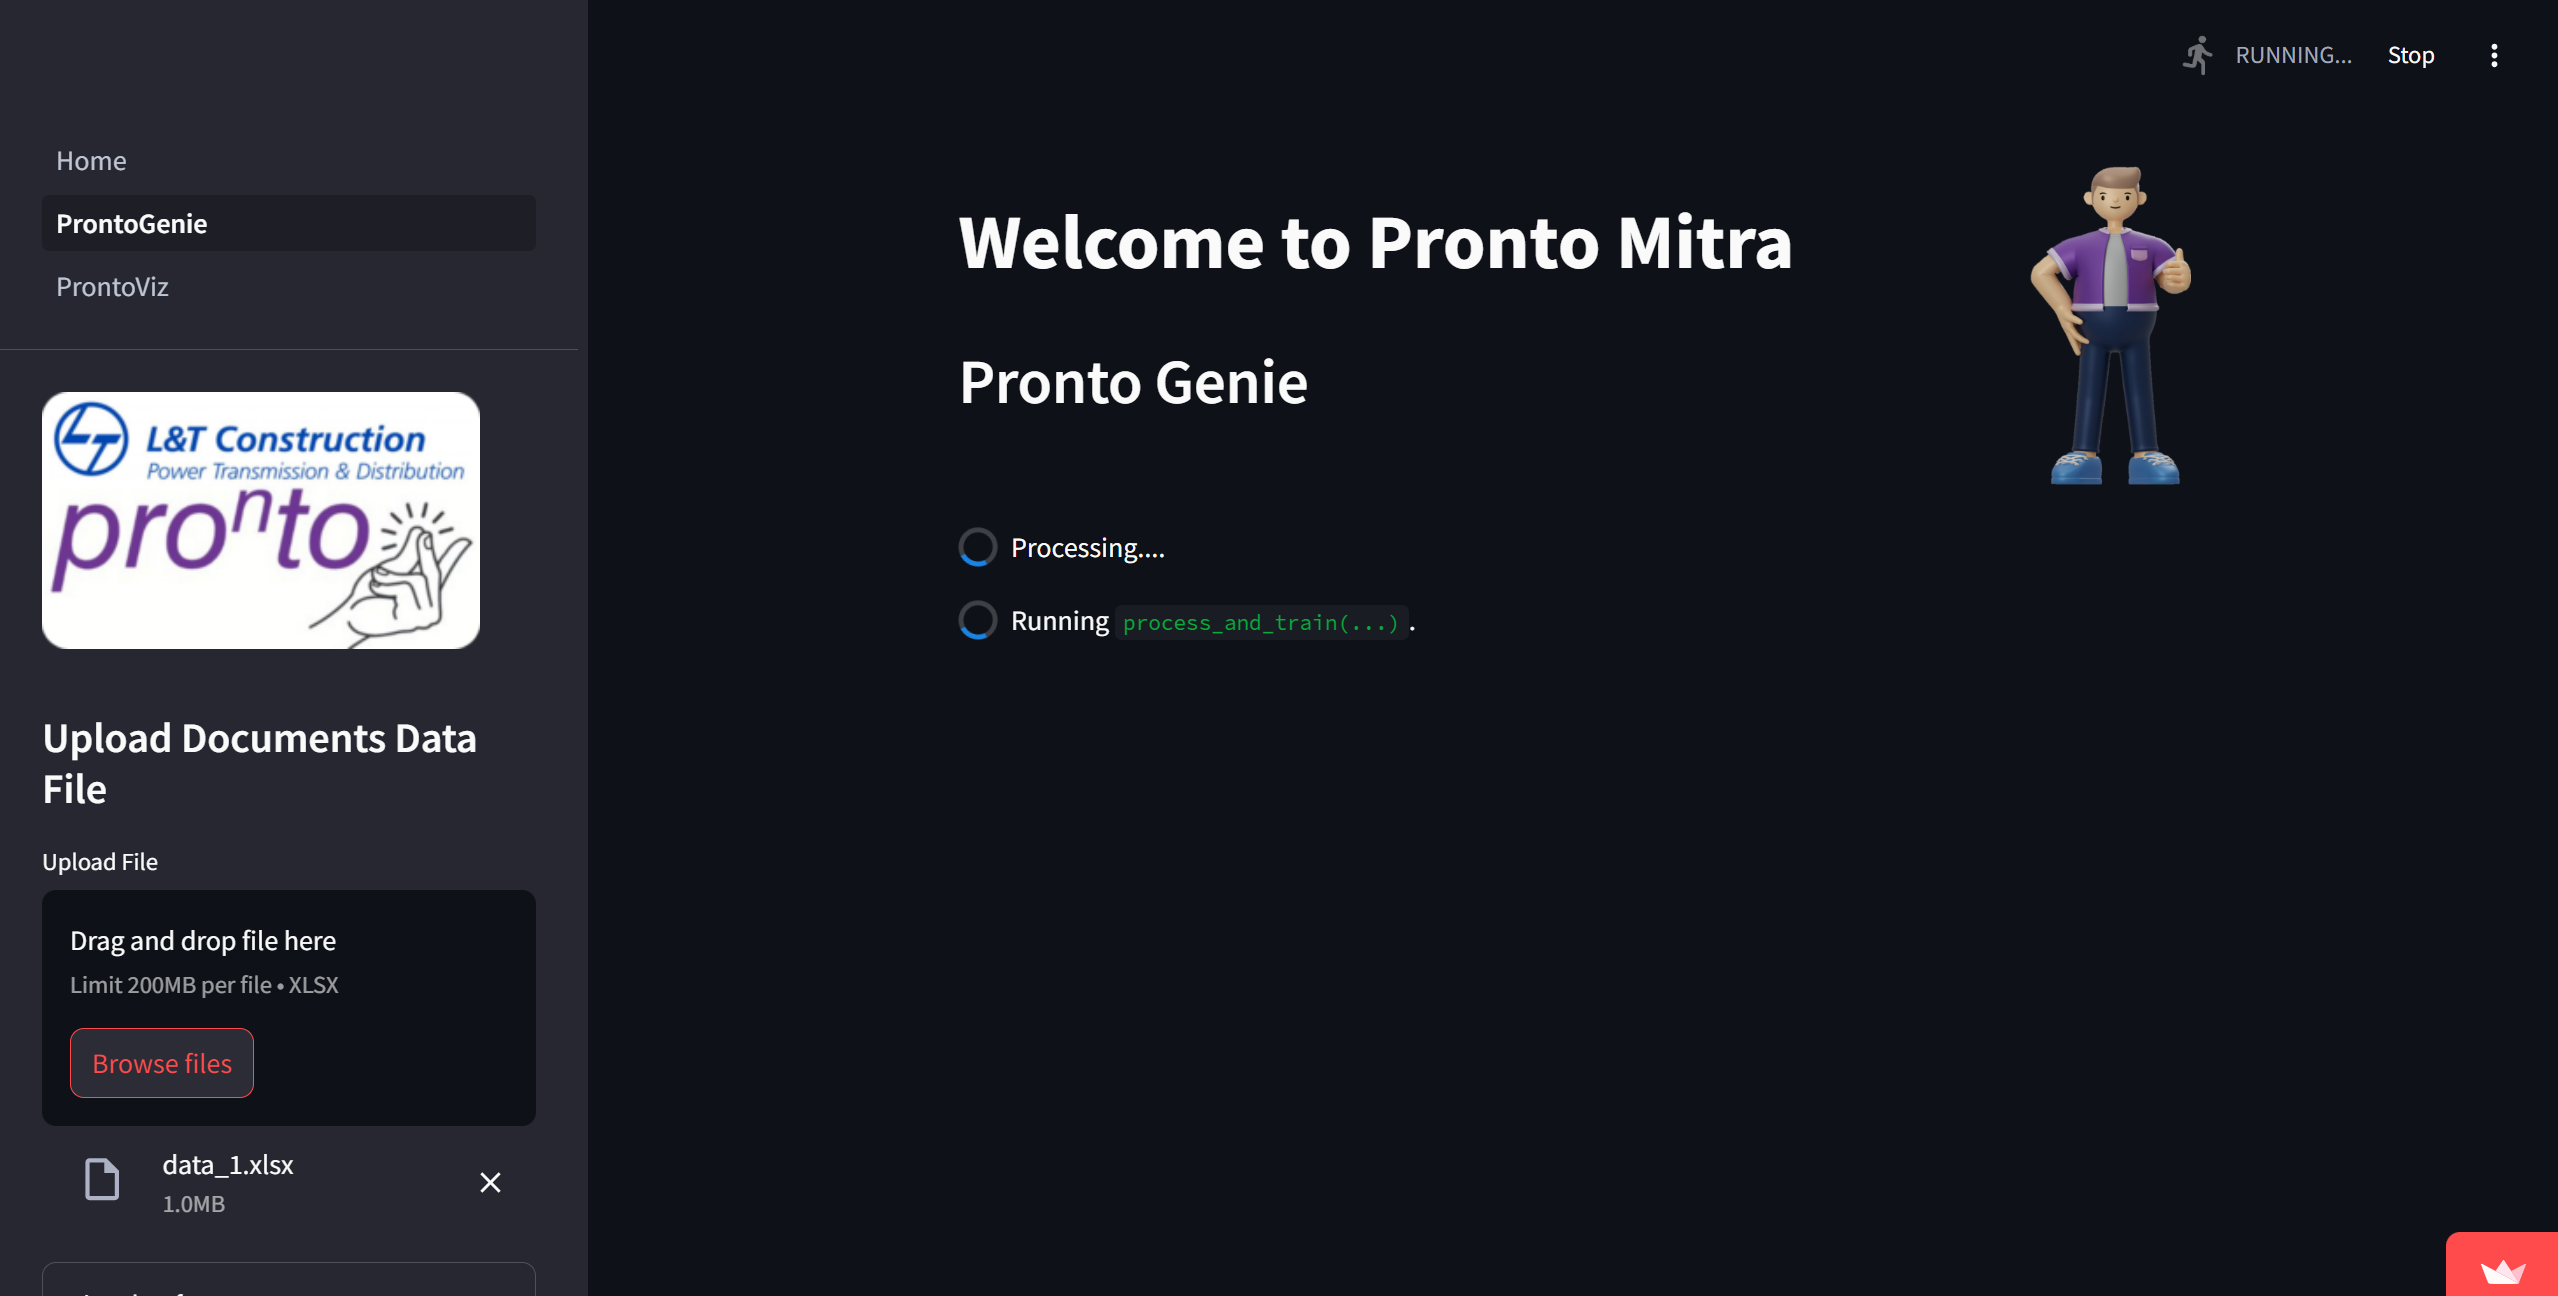 RUNNING...
Stop
Home
ProntoGenie
ProntoViz
L&T Construction
Power Transmission & Distribution
pronto
Upload Documents Data
File
Upload File
Drag and drop file here
Limit 200MB per file • XLSX
Browse files
data_1.xlsx
1.0MB
Welcome to Pronto Mitra
Pronto Genie
Processing....
Running process_and_train(...).